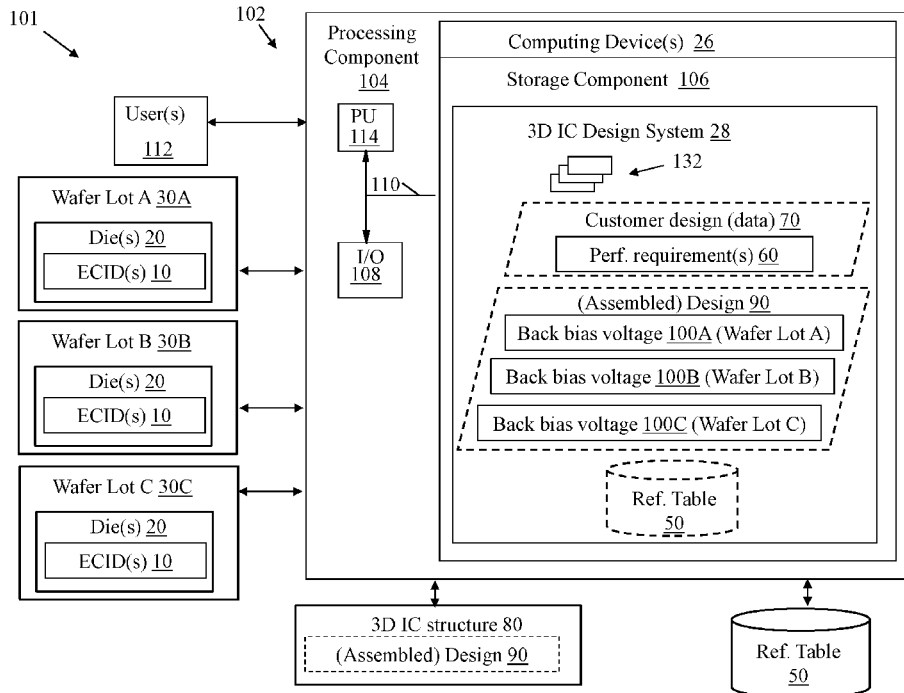 101
102
User(s)
112
Wafer Lot A 30A
Die(s) 20
ECID(s) 10
Wafer Lot B 30B
Die(s) 20
ECID(s) 10
Wafer Lot C 30C
Die(s) 20
ECID(s) 10
Processing
Component
104
PU
114
110
I/O
108
Computing Device(s) 26
Storage Component 106
3D IC Design System 28
132
Customer design (data) 70
Perf. requirement(s) 60
(Assembled) Design 90
Back bias voltage 100A (Wafer Lot A)
Back bias voltage 100B (Wafer Lot B)
Back bias voltage 100C (Wafer Lot C)
Ref. Table
50
3D IC structure 80
(Assembled) Design 90
Ref. Table
50